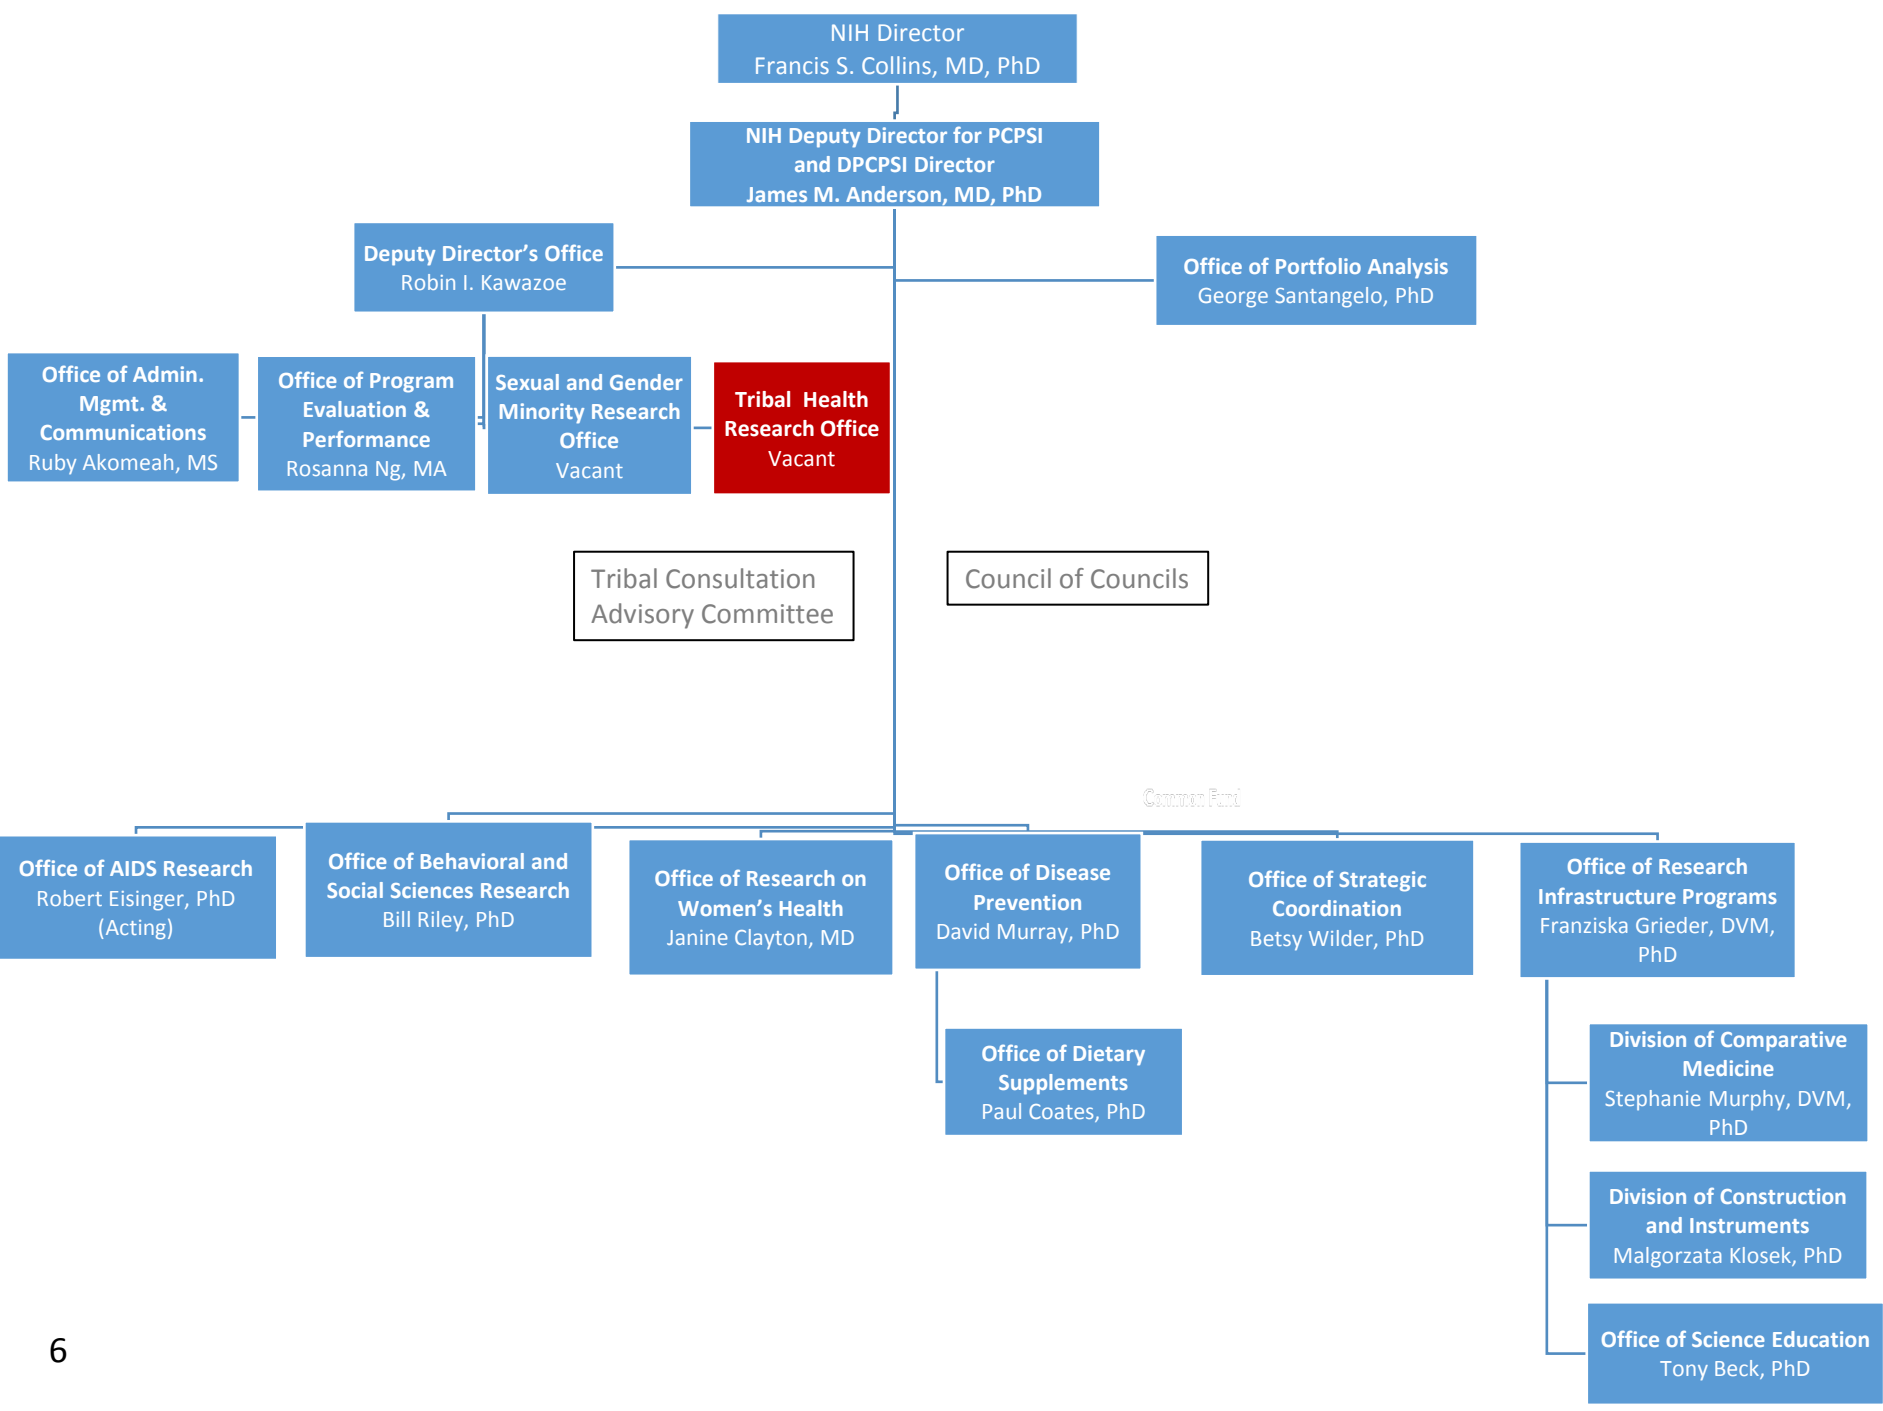 NIH Director
Francis S. Collins, MD, PhD
NIH Deputy Director for PCPSI
and DPCPSI Director
James M. Anderson, MD, PhD
Deputy Director’s Office
Robin I. Kawazoe
Office of Portfolio Analysis
George Santangelo, PhD
Office of Admin.
Mgmt. &
Communications
Ruby Akomeah, MS
Office of Program
Evaluation &
Performance
Rosanna Ng, MA
Sexual and Gender
Minority Research
Office
Vacant
Tribal Health
Research Office
Vacant
Tribal Consultation
Advisory Committee
Council of Councils
Common Fund
Office of AIDS Research
Robert Eisinger, PhD
(Acting)
Office of Behavioral and
Social Sciences Research
Bill Riley, PhD
Office of Research on
Women’s Health
Janine Clayton, MD
Office of Disease
Prevention
David Murray, PhD
Office of Strategic
Coordination
Betsy Wilder, PhD
Office of Research
Infrastructure Programs
Franziska Grieder, DVM,
PhD
Office of Dietary
Supplements
Paul Coates, PhD
Division of Comparative
Medicine
Stephanie Murphy, DVM,
PhD
Division of Construction
and Instruments
Malgorzata Klosek, PhD
Office of Science Education
Tony Beck, PhD
6